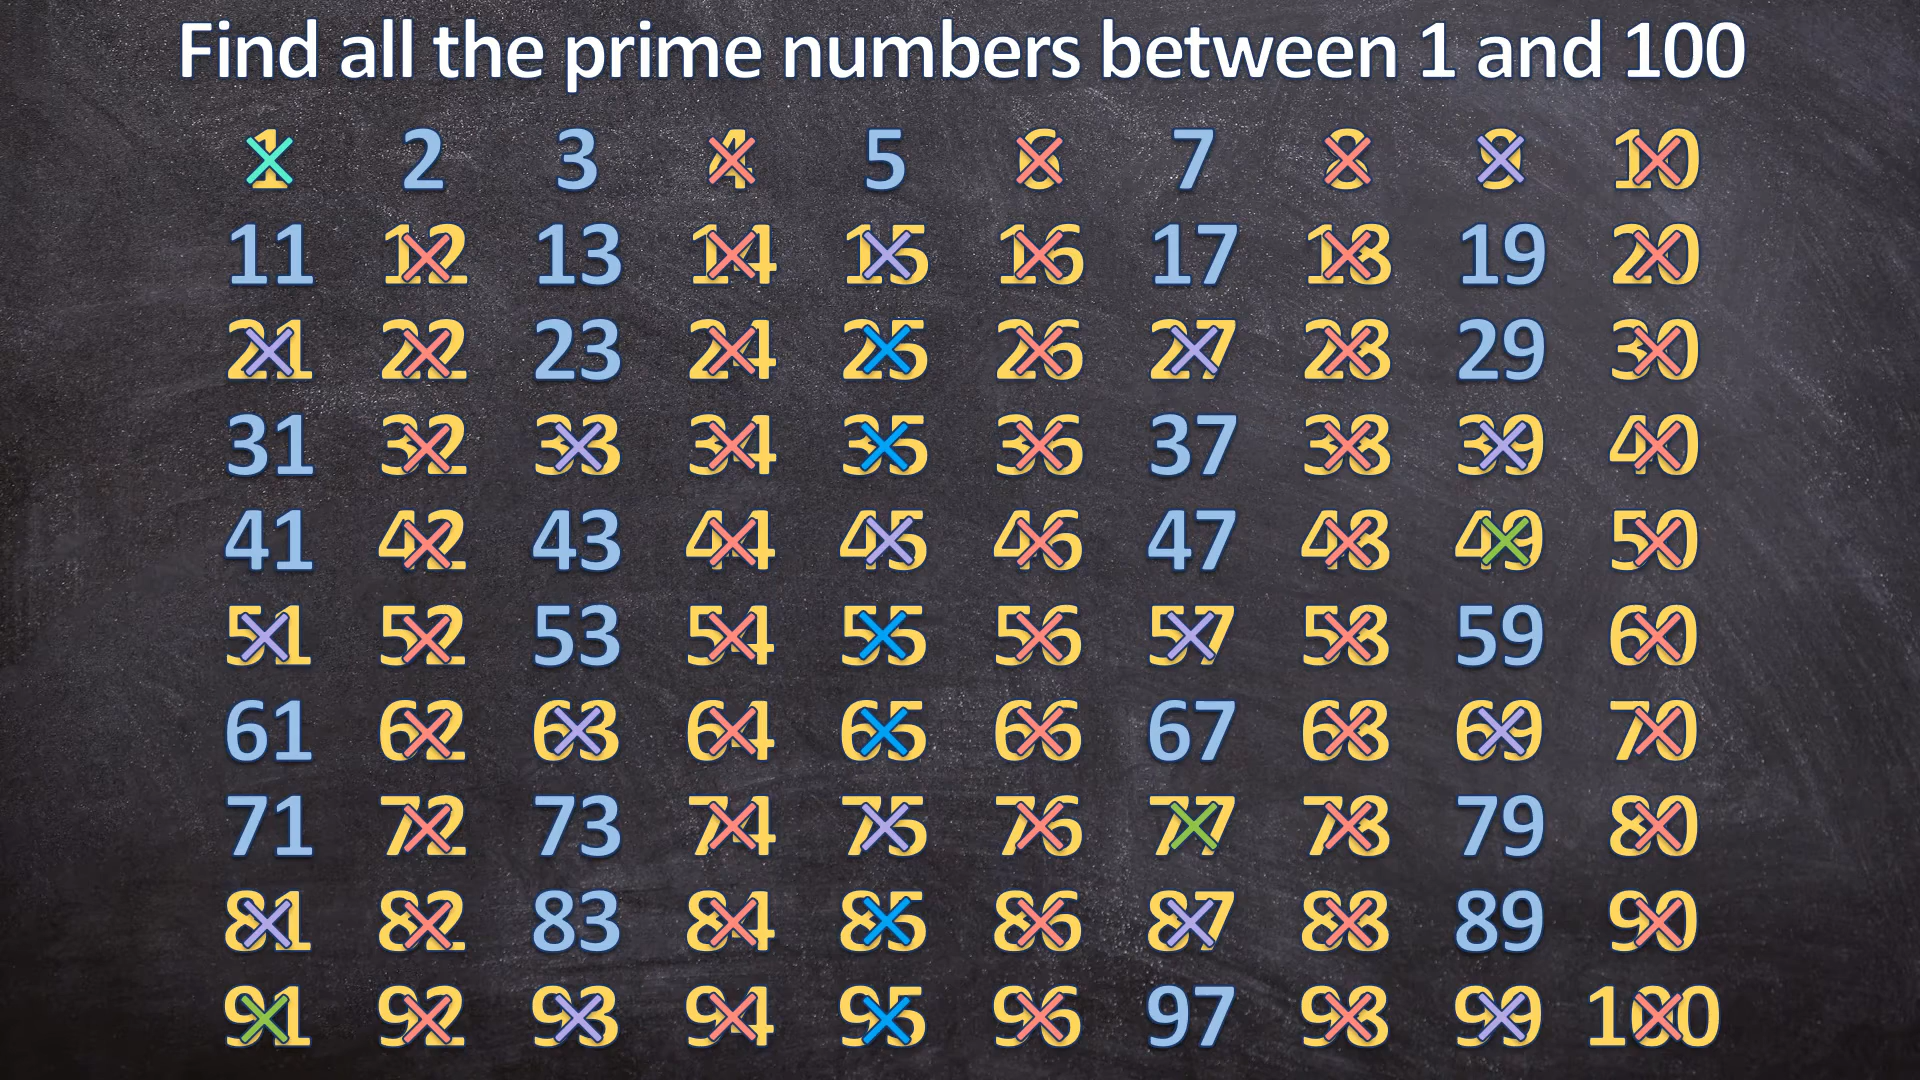 Find all the prime numbers between 1 and 100
1 2 3 4 5 6 7 8 9 10
11 12 13 14 15 16 17 18 19 20
21 22 23 24 25 26 27 28 29 30
31 32 33 34 35 36 37 38 39 40
41 42 43 44 45 46 47 48 49 50
51 52 53 54 55 56 57 58 59 60
61 62 63 64 65 66 67 68 69 70
71 72 73 74 75 76 77 78 79 80
81 82 83 84 85 86 87 88 89 90
91 92 93 94 95 96 97 98 99 100